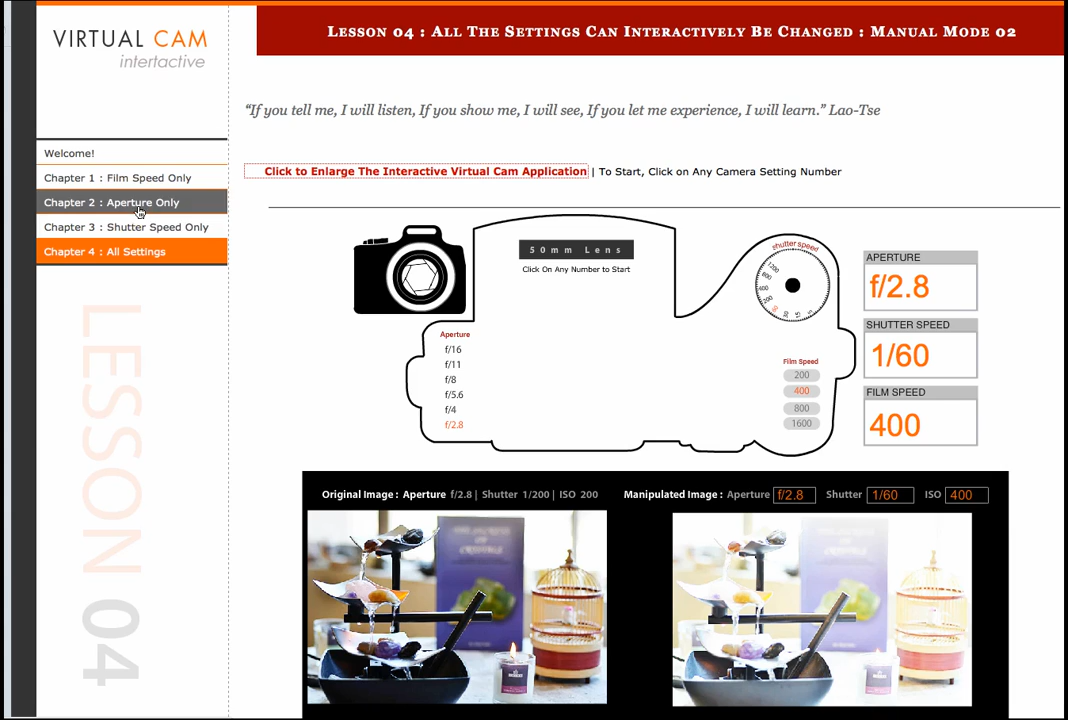 VIRTUAL CAM
intertactive
LESSON 04 : ALL THE SETTINGS CAN INTERACTIVELY BE CHANGED : MANUAL MODE 02
“If you tell me, I will listen, If you show me, I will see, If you let me experience, I will learn.” Lao-Tse
Welcome!
Chapter 1 : Film Speed Only
Chapter 2 : Aperture Only
Chapter 3 : Shutter Speed Only
Chapter 4 : All Settings
LESSON 04
Click to Enlarge The Interactive Virtual Cam Application | To Start, Click on Any Camera Setting Number
50mm Lens
Click On Any Number to Start
shutter speed
1200
800
400
200
Aperture
f/16
f/11
f/8
f/5.6
f/4
f/2.8
Film Speed
200
400
800
1600
APERTURE
f/2.8
SHUTTER SPEED
1/60
FILM SPEED
400
Original Image : Aperture f/2.8 | Shutter 1/200 | ISO 200
Manipulated Image : Aperture f/2.8 Shutter 1/60 ISO 400